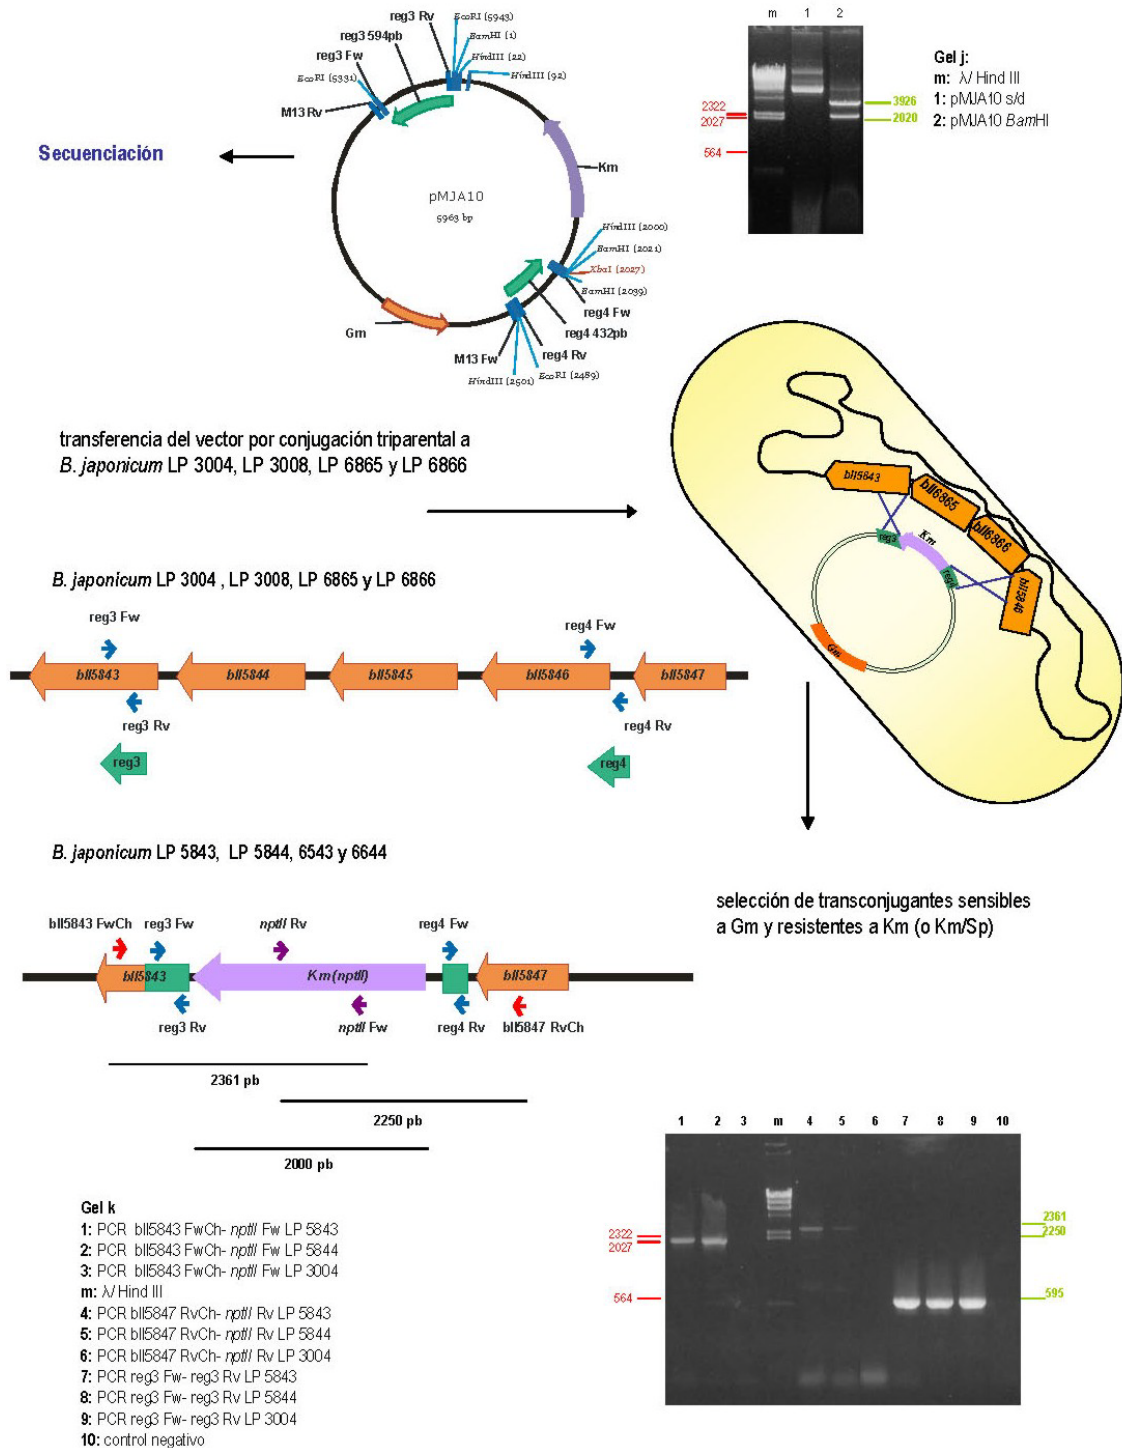 reg3 Rv
EcoRI (5943)
reg3 594pb
BamHI (1)
reg3 Fw
HindIII (22)
EcoRI (5331)
HindIII (92)
M13 Rv
Secuenciación
Km
pMJA10
5963 bp
HindIII (2000)
BamHI (2021)
XbaI (2027)
BamHI (2039)
reg4 Fw
Gm
reg4 432pb
M13 Fw
reg4 Rv
HindIII (2501)
EcoRI (2489)
m 1 2
2322
2027
564
3926
2020
Gel j:
m: λ/ Hind III
1: pMJA10 s/d
2: pMJA10 BamHI
transferencia del vector por conjugación triparental a
B. japonicum LP 3004, LP 3008, LP 6865 y LP 6866
bll5843
bll6865
bll6866
bll5846
reg3
Km
reg4
Gm
B. japonicum LP 3004 , LP 3008, LP 6865 y LP 6866
reg3 Fw
reg4 Fw
bll5843
bll5844
bll5845
bll5846
bll5847
reg3 Rv
reg4 Rv
reg3
reg4
B. japonicum LP 5843, LP 5844, 6543 y 6644
selección de transconjugantes sensibles
a Gm y resistentes a Km (o Km/Sp)
bll5843 FwCh
reg3 Fw
nptII Rv
reg4 Fw
bll5843
Km(nptII)
bll5847
reg3 Rv
nptII Fw
reg4 Rv
bll5847 RvCh
2361 pb
2250 pb
2000 pb
1 2 3 m 4 5 6 7 8 9 10
2322
2027
564
2361
2250
595
Gel k
1: PCR bll5843 FwCh- nptII Fw LP 5843
2: PCR bll5843 FwCh- nptII Fw LP 5844
3: PCR bll5843 FwCh- nptII Fw LP 3004
m: λ/ Hind III
4: PCR bll5847 RvCh- nptII Rv LP 5843
5: PCR bll5847 RvCh- nptII Rv LP 5844
6: PCR bll5847 RvCh- nptII Rv LP 3004
7: PCR reg3 Fw- reg3 Rv LP 5843
8: PCR reg3 Fw- reg3 Rv LP 5844
9: PCR reg3 Fw- reg3 Rv LP 3004
10: control negativo